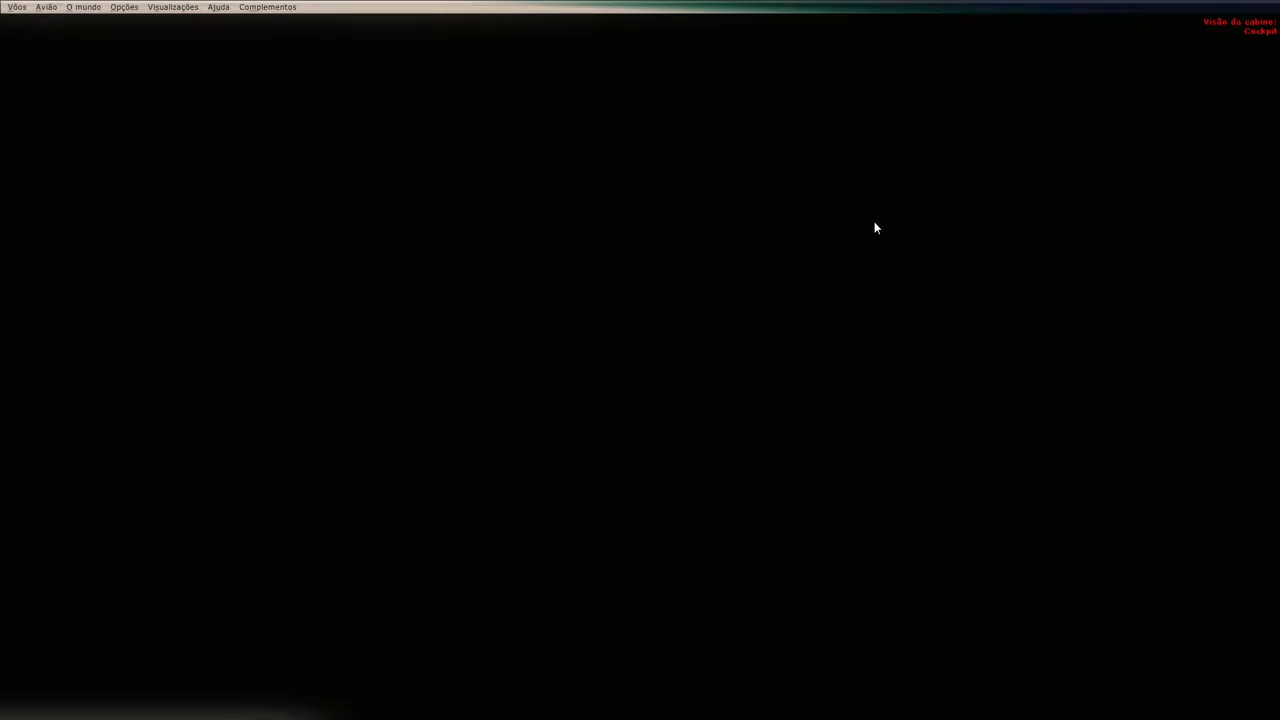 Vôos Avião O mundo Opções Visualizações Ajuda Complementos
Visão da cabine:
Cockpit